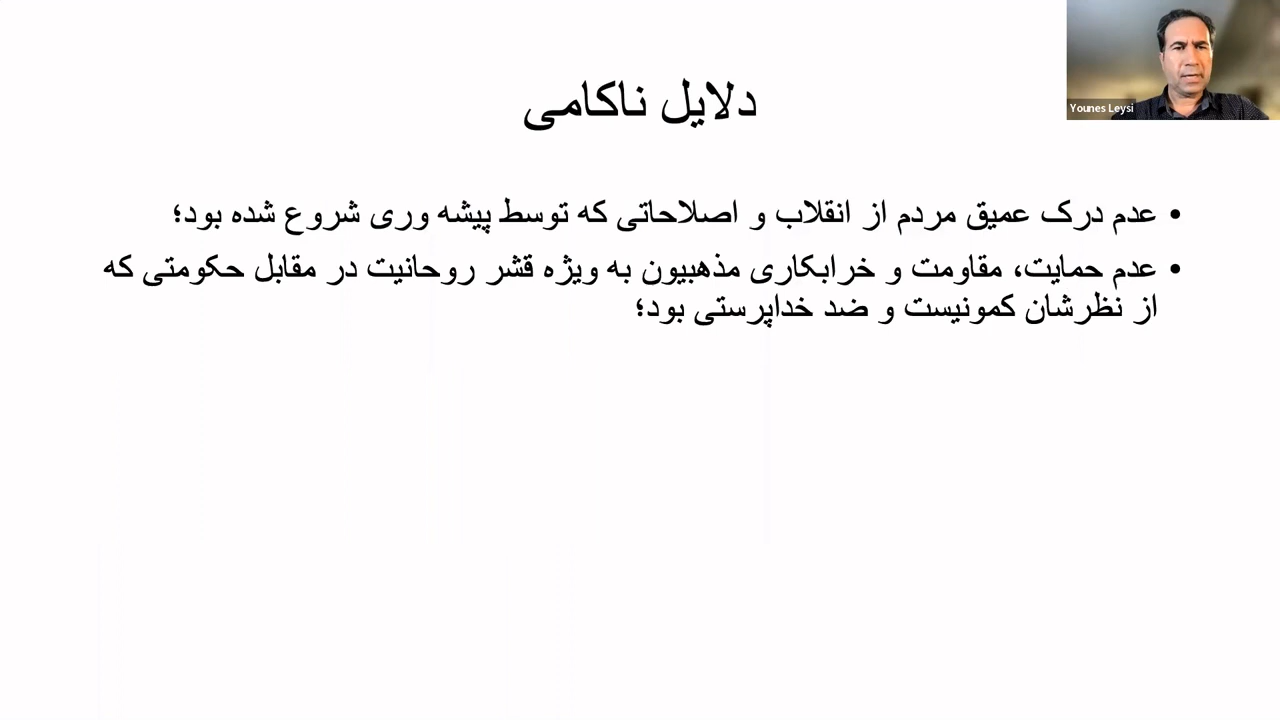 Younes Leysi
دلایل ناکامی
• عدم درک عمیق مردم از انقلاب و اصلاحاتی که توسط پیشه وری شروع شده بود؛
• عدم حمایت، مقاومت و خرابکاری مذهبیون به ویژه قشر روحانیت در مقابل حکومتی که
از نظرشان کمونیست و ضد خداپرستی بود؛